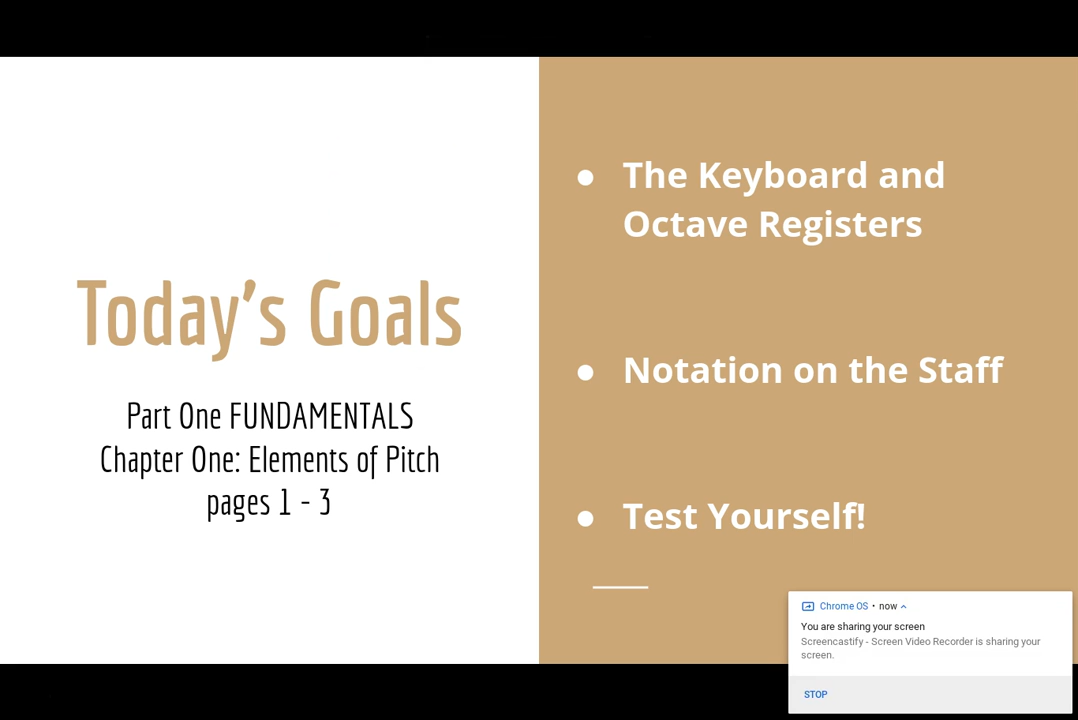 Today's Goals
Part One FUNDAMENTALS
Chapter One: Elements of Pitch
pages 1 - 3
● The Keyboard and
Octave Registers
● Notation on the Staff
● Test Yourself!
Chrome OS • now
You are sharing your screen
Screencastify - Screen Video Recorder is sharing your
screen.
STOP